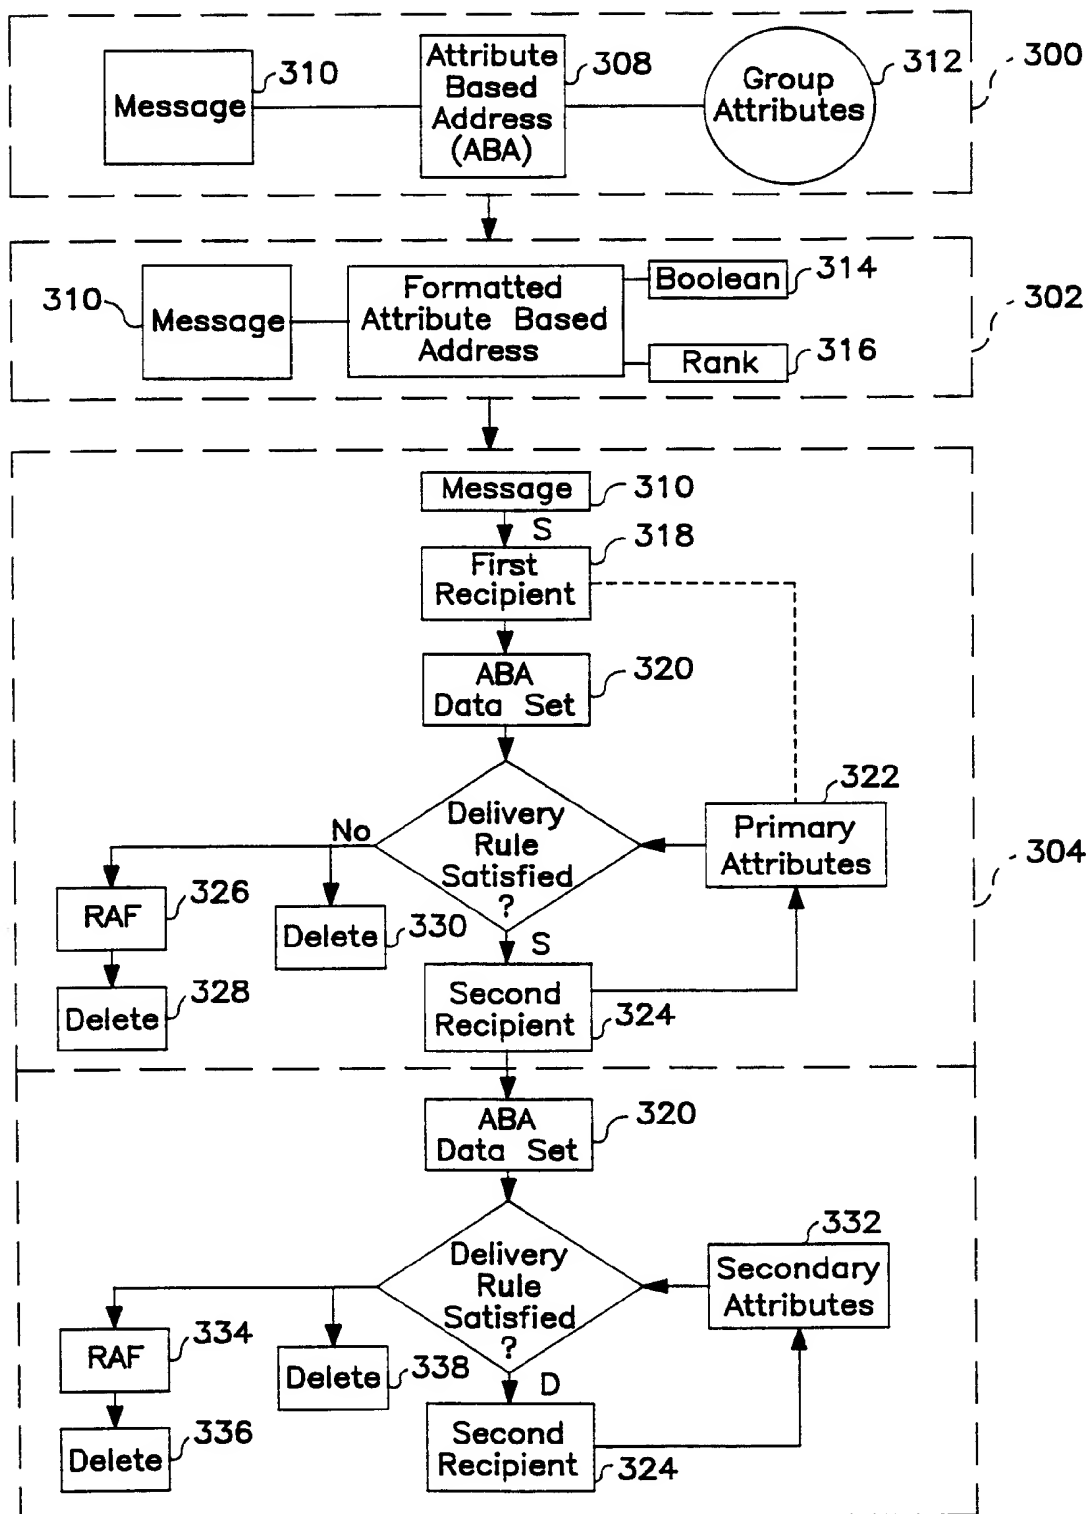 310
Message
Attribute
Based
Address
(ABA)
308
Group
Attributes
312
300
310
Message
Formatted
Attribute Based
Address
Boolean
314
Rank
316
302
Message
310
S
318
First
Recipient
ABA
Data Set
320
Delivery
Rule
Satisfied
?
No
322
Primary
Attributes
304
RAF
326
Delete
330
Delete
328
S
Second
Recipient
324
ABA
Data Set
320
Delivery
Rule
Satisfied
?
332
Secondary
Attributes
RAF
334
Delete
338
Delete
336
D
Second
Recipient
324